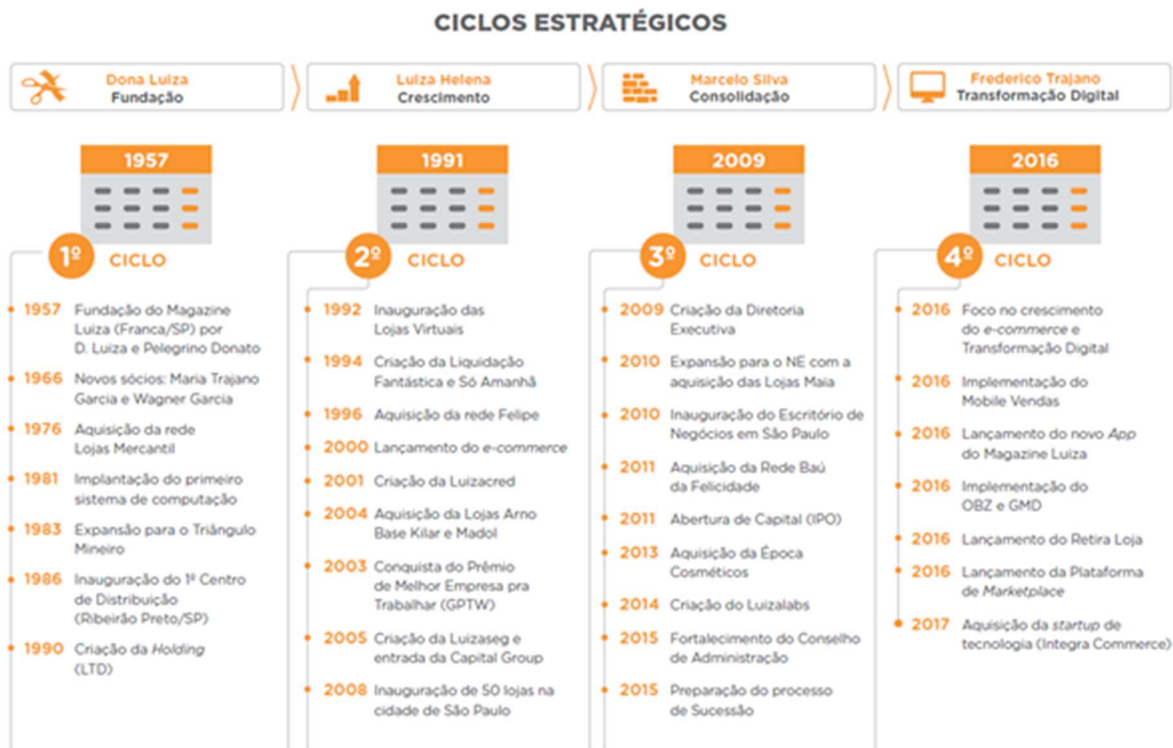 CICLOS ESTRATÉGICOS
Dona Luiza
Fundação
Luiza Helena
Crescimento
Marcelo Silva
Consolidação
Frederico Trajano
Transformação Digital
1957
1º CICLO
1957 Fundação do Magazine
Luiza (Franca/SP) por
D. Luiza e Pelegrino Donato
1966 Novos sócios: Maria Trajano
Garcia e Wagner Garcia
1976 Aquisição da rede
Lojas Mercantil
1981 Implantação do primeiro
sistema de computação
1983 Expansão para o Triângulo
Mineiro
1986 Inauguração do 1º Centro
de Distribuição
(Ribeirão Preto/SP)
1990 Criação da Holding
(LTD)
1991
2º CICLO
1992 Inauguração das
Lojas Virtuais
1994 Criação da Liquidação
Fantástica e Só Amanhã
1996 Aquisição da rede Felipe
2000 Lançamento do e-commerce
2001 Criação da Luizacred
2004 Aquisição da Lojas Arno
Base Kilar e Madol
2003 Conquista do Prêmio
de Melhor Empresa pra
Trabalhar (GPTW)
2005 Criação da Luizaseg e
entrada da Capital Group
2008 Inauguração de 50 lojas na
cidade de São Paulo
2009
3º CICLO
2009 Criação da Diretoria
Executiva
2010 Expansão para o NE com a
aquisição das Lojas Maia
2010 Inauguração do Escritório de
Negócios em São Paulo
2011 Aquisição da Rede Baú
da Felicidade
2011 Abertura de Capital (IPO)
2013 Aquisição da Época
Cosméticos
2014 Criação do Luizalabs
2015 Fortalecimento do Conselho
de Administração
2015 Preparação do processo
de Sucessão
2016
4º CICLO
2016 Foco no crescimento
do e-commerce e
Transformação Digital
2016 Implementação do
Mobile Vendas
2016 Lançamento do novo App
do Magazine Luiza
2016 Implementação do
OBZ e GMD
2016 Lançamento do Retira Loja
2016 Lançamento da Plataforma
de Marketplace
2017 Aquisição da startup de
tecnologia (Integra Commerce)